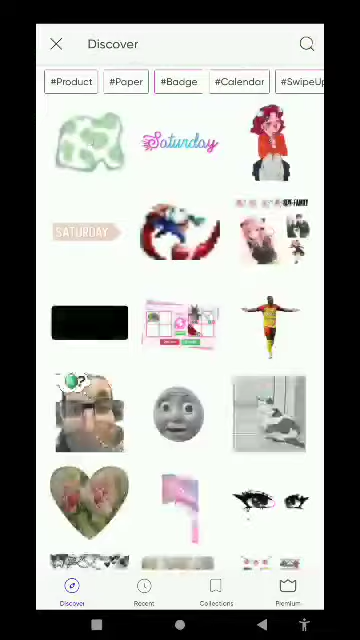 Discover
#Product #Paper #Badge #Calendar #SwipeUp
Saturday
SATURDAY
?
Discover Recent Collections Premium